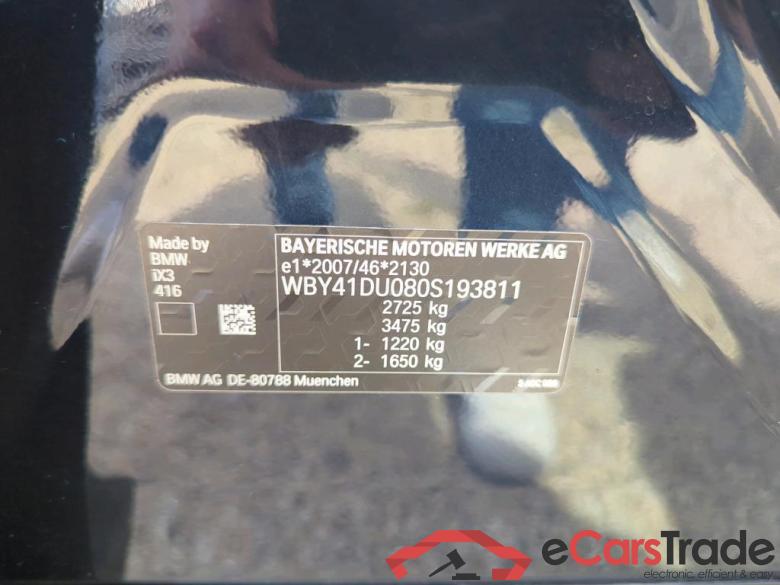 Made by
BMW
iX3
416
BAYERISCHE MOTOREN WERKE AG
e1*2007/46*2130
WBY41DU080S193811
2725 kg
3475 kg
1- 1220 kg
2- 1650 kg
BMW AG DE-80788 Muenchen
eCarsTrade
electronic, efficient & easy